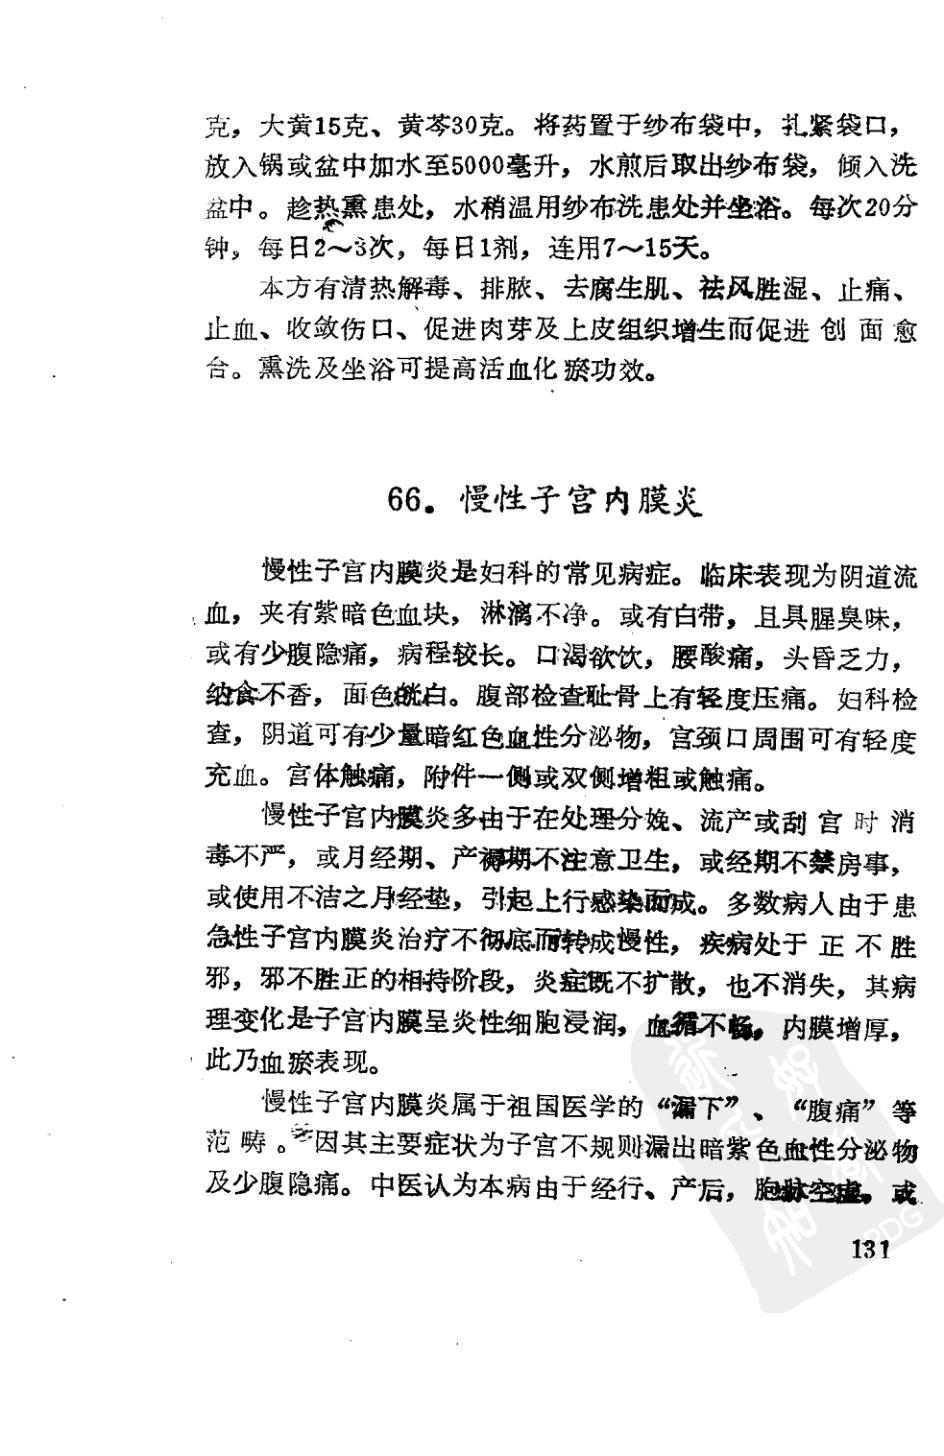 克，大黄15克、黄芩30克。将药置于纱布袋中，扎紧袋口，
放入锅或盆中加水至5000毫升，水煎后取出纱布袋，倾入洗
盆中。趁热熏患处，水稍温用纱布洗患处并坐浴。每次20分
钟，每日2～3次，每日1剂，连用7～15天。
本方有清热解毒、排脓、去腐生肌、祛风胜湿、止痛、
止血、收敛伤口、促进肉芽及上皮组织增生而促进创面愈
合。熏洗及坐浴可提高活血化瘀功效。
66．慢性子宫内膜炎
慢性子宫内膜炎是妇科的常见病症。临床表现为阴道流
血，夹有紫暗色血块，淋漓不净。或有白带，且具腥臭味，
或有少腹隐痛，病程较长。口渴欲饮，腰酸痛，头昏乏力，
纳食不香，面色㿠白。腹部检查耻骨上有轻度压痛。妇科检
查，阴道可有少量暗红色血性分泌物，宫颈口周围可有轻度
充血。宫体触痛，附件一侧或双侧增粗或触痛。
慢性子宫内膜炎多由于在处理分娩、流产或刮宫时消
毒不严，或月经期、产褥期不注意卫生，或经期不禁房事，
或使用不洁之月经垫，引起上行感染而成。多数病人由于患
急性子宫内膜炎治疗不彻底而转成慢性，疾病处于正不胜
邪，邪不胜正的相持阶段，炎症既不扩散，也不消失，其病
理变化是子宫内膜呈炎性细胞浸润，血循不畅，内膜增厚，
此乃血瘀表现。
慢性子宫内膜炎属于祖国医学的“漏下”、“腹痛”等
范畴。因其主要症状为子宫不规则漏出暗紫色血性分泌物
及少腹隐痛。中医认为本病由于经行、产后，胞脉空虚，或
131